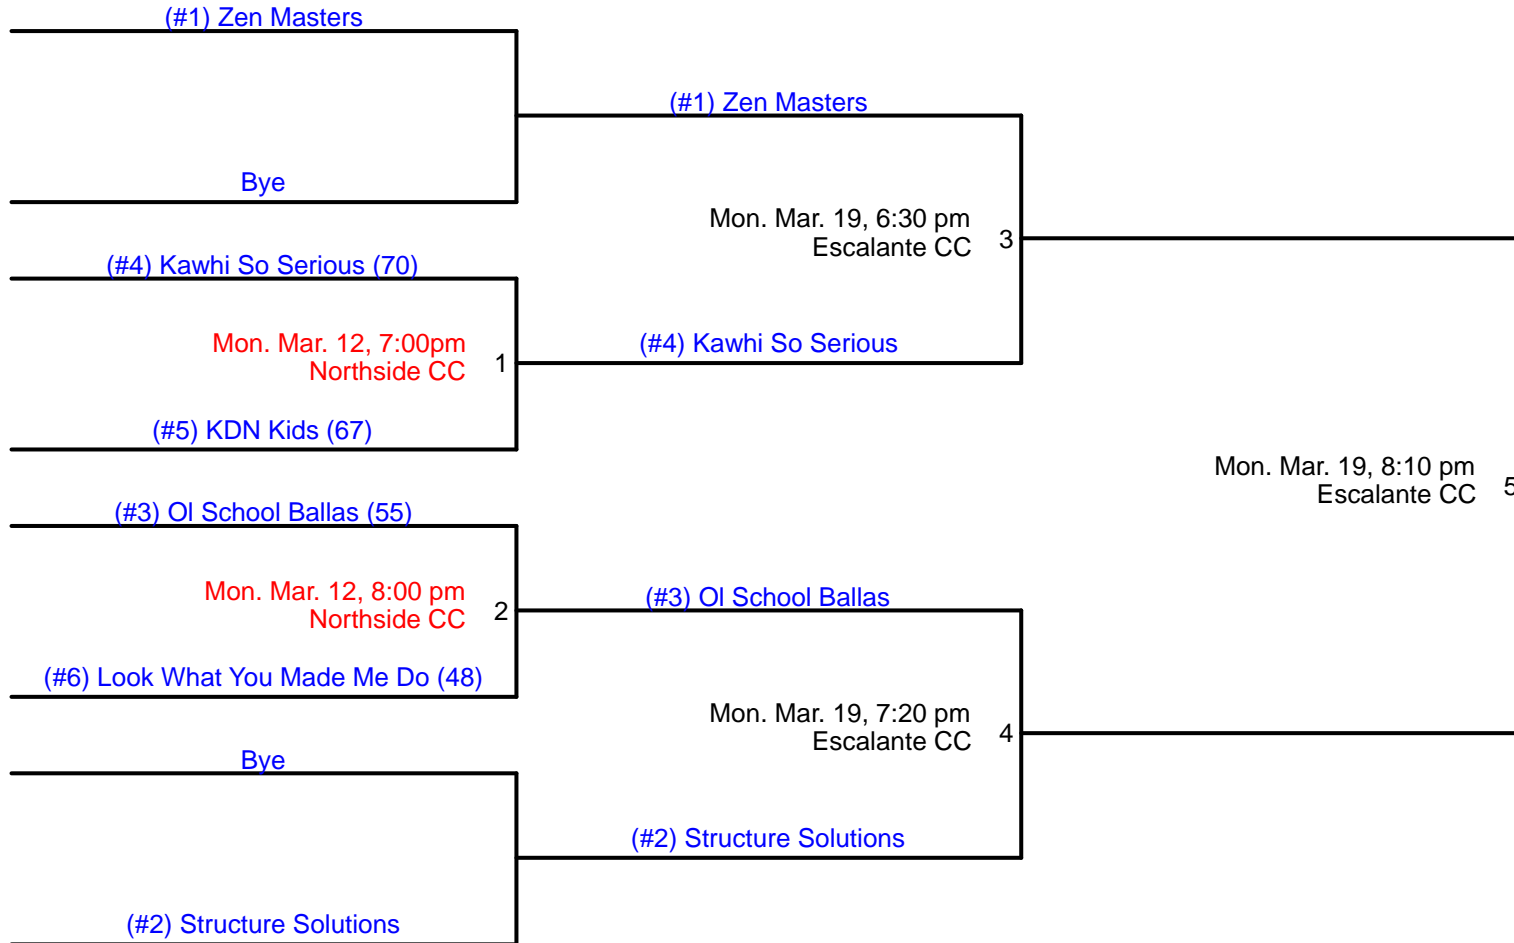 (#1) Zen Masters
(#1) Zen Masters
Bye
Mon. Mar. 19, 6:30 pm
Escalante CC 3
(#4) Kawhi So Serious (70)
Mon. Mar. 12, 7:00pm
Northside CC 1
(#4) Kawhi So Serious
(#5) KDN Kids (67)
Mon. Mar. 19, 8:10 pm
Escalante CC 5
(#3) Ol School Ballas (55)
Mon. Mar. 12, 8:00 pm
Northside CC 2
(#3) Ol School Ballas
(#6) Look What You Made Me Do (48)
Mon. Mar. 19, 7:20 pm
Escalante CC 4
Bye
(#2) Structure Solutions
(#2) Structure Solutions